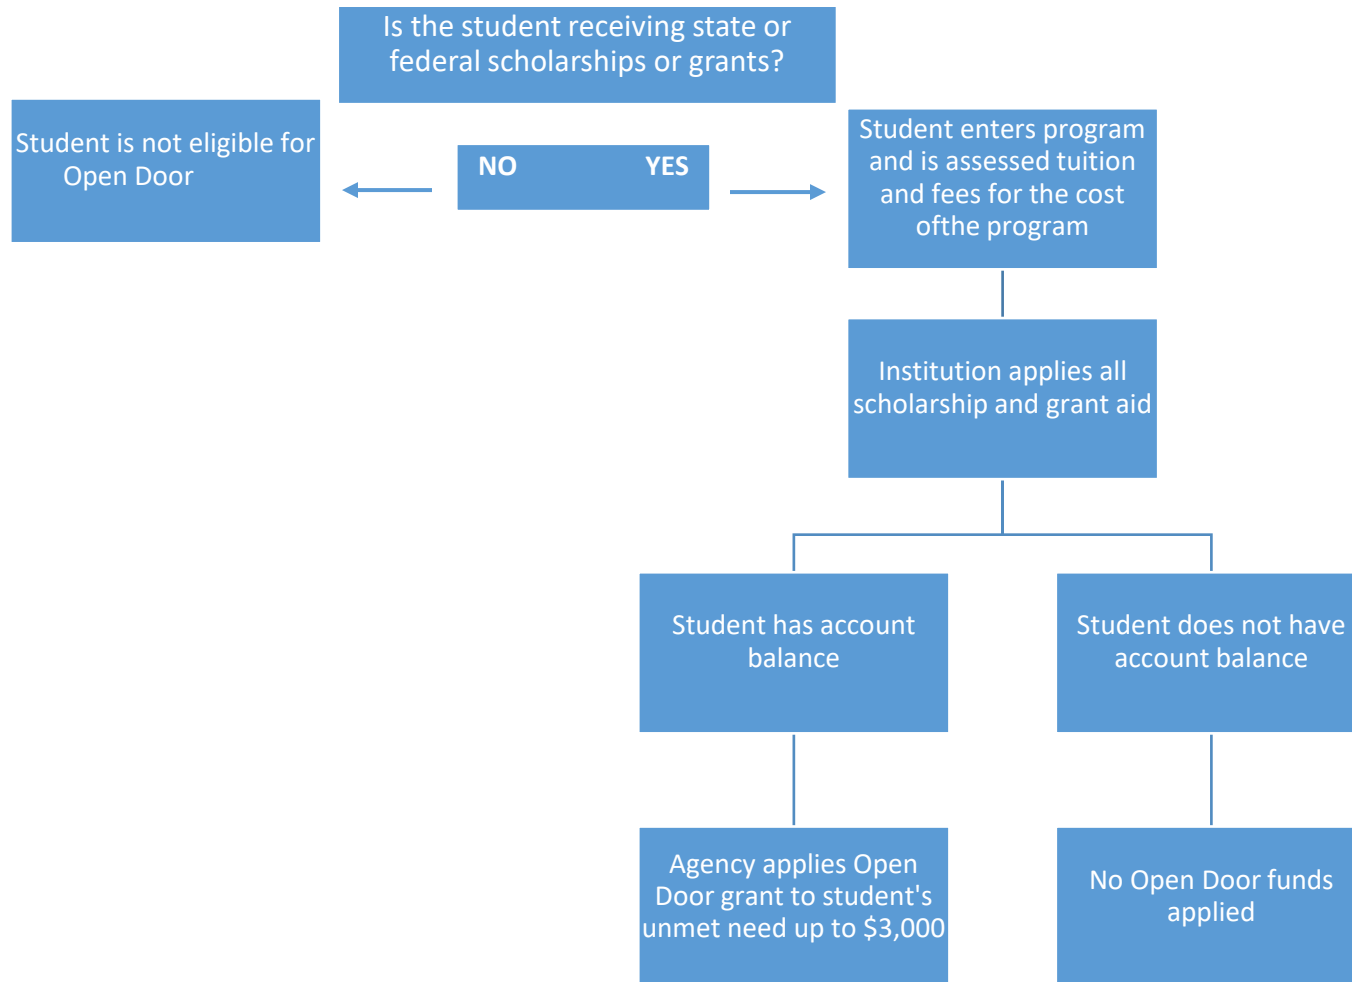 Is the student receiving state or
federal scholarships or grants?
Student is not eligible for
Open Door
NO YES
Student enters program
and is assessed tuition
and fees for the cost
ofthe program
Institution applies all
scholarship and grant aid
Student has account
balance
Student does not have
account balance
Agency applies Open
Door grant to student's
unmet need up to $3,000
No Open Door funds
applied